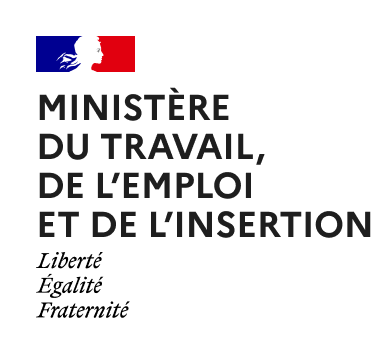 MINISTÈRE
DU TRAVAIL,
DE L’EMPLOI
ET DE L’INSERTION
Liberté
Égalité
Fraternité